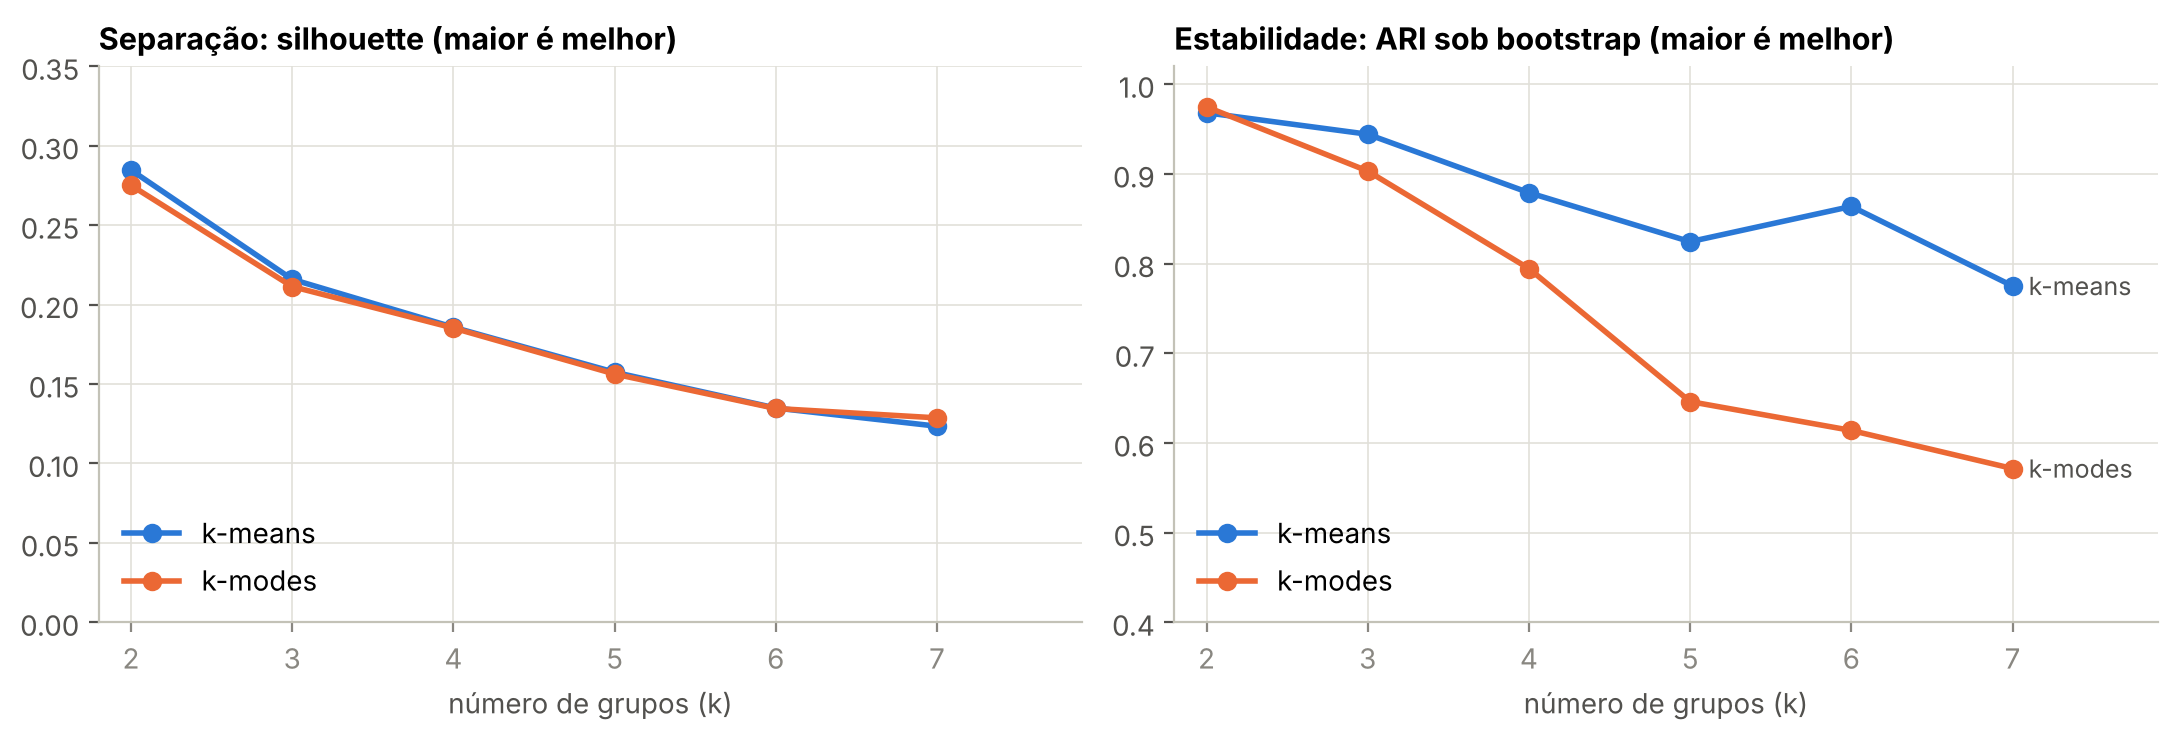 Separação: silhouette (maior é melhor)
0.35
0.30
0.25
0.20
0.15
0.10
0.05
0.00
k-means
k-modes
2 3 4 5 6 7
número de grupos (k)
Estabilidade: ARI sob bootstrap (maior é melhor)
1.0
0.9
0.8
0.7
0.6
0.5
0.4
k-means
k-modes
k-means
k-modes
2 3 4 5 6 7
número de grupos (k)